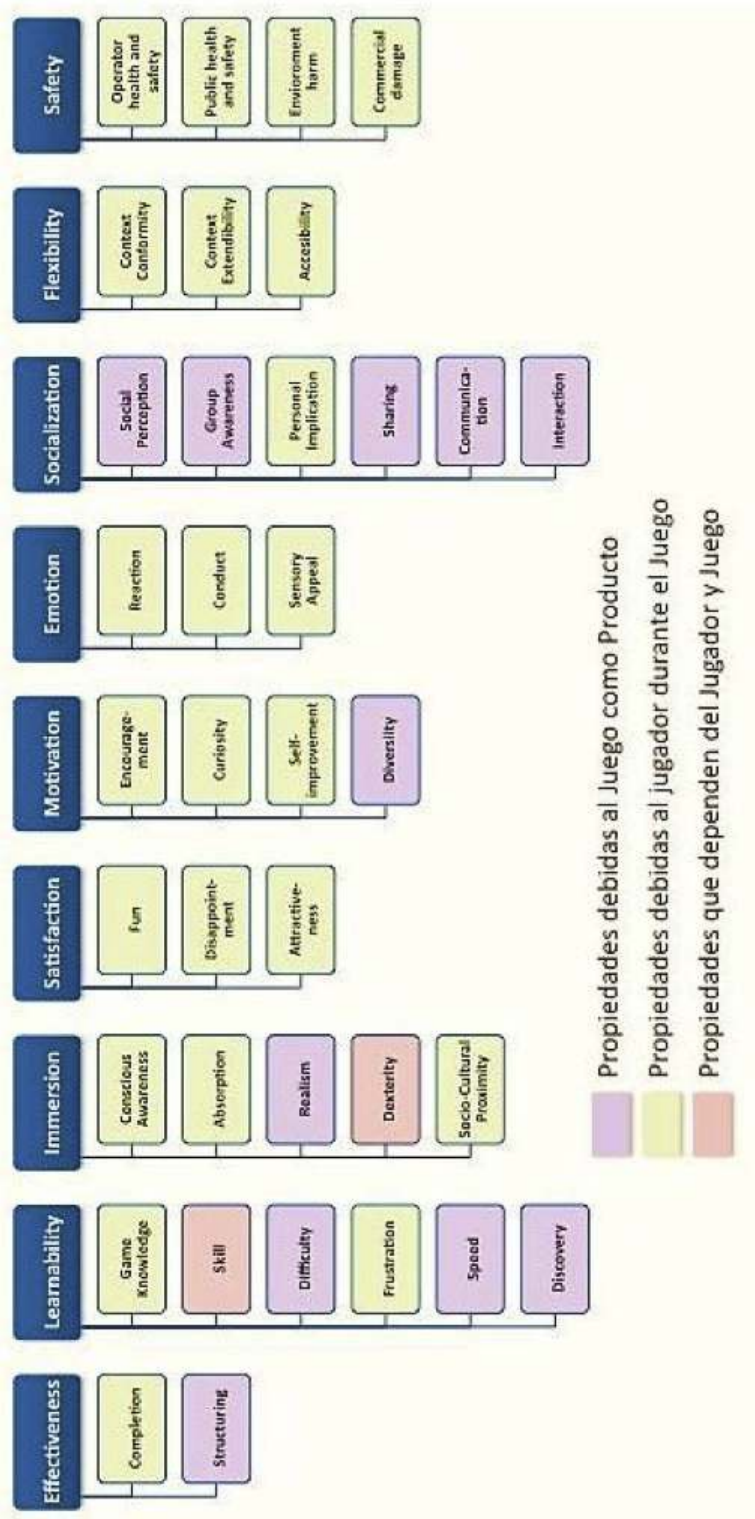 Effectiveness
Completion
Structuring
Learnability
Game
Knowledge
Skill
Difficulty
Frustration
Speed
Discovery
Immersion
Conscious
Awareness
Absorption
Realism
Dexterity
Socio-Cultural
Proximity
Satisfaction
Fun
Disappoint-
ment
Attractive-
ness
Motivation
Encourage-
ment
Curiosity
Self-
improvement
Diversiity
Emotion
Reaction
Conduct
Sensory
Appeal
Socialization
Social
Perception
Group
Awareness
Personal
Implication
Sharing
Communica-
tion
Interaction
Flexibility
Context
Conformity
Context
Extendibility
Accesibility
Safety
Operator
health and
safety
Public health
and safety
Envioroment
harm
Commercial
damage
Propiedades debidas al Juego como Producto
Propiedades debidas al jugador durante el Juego
Propiedades que dependen del Jugador y Juego